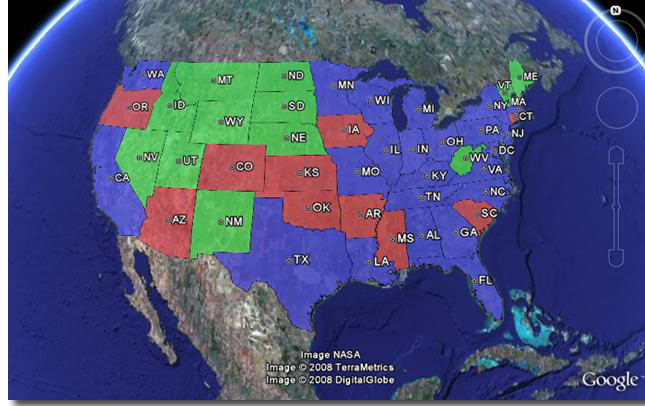 N
WA
MT
ND
MN
ME
VT
OR
ID
SD
WI
MI
NY
MA
CT
WY
IA
PA
NJ
NE
OH
IL
IN
NV
UT
DC
WV
CO
KS
MO
VA
CA
KY
NC
TN
OK
AR
SC
AZ
NM
MS
AL
GA
TX
LA
FL
Image NASA
Image © 2008 TerraMetrics
Image © 2008 DigitalGlobe
Google